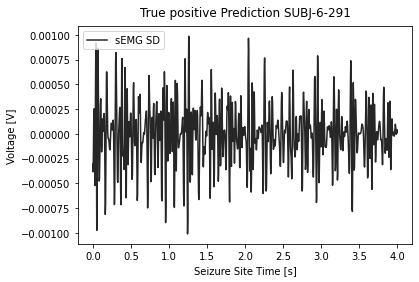 True positive Prediction SUBJ-6-291
sEMG SD
0.00100
0.00075
0.00050
0.00025
0.00000
−0.00025
−0.00050
−0.00075
−0.00100
Voltage [V]
0.0 0.5 1.0 1.5 2.0 2.5 3.0 3.5 4.0
Seizure Site Time [s]